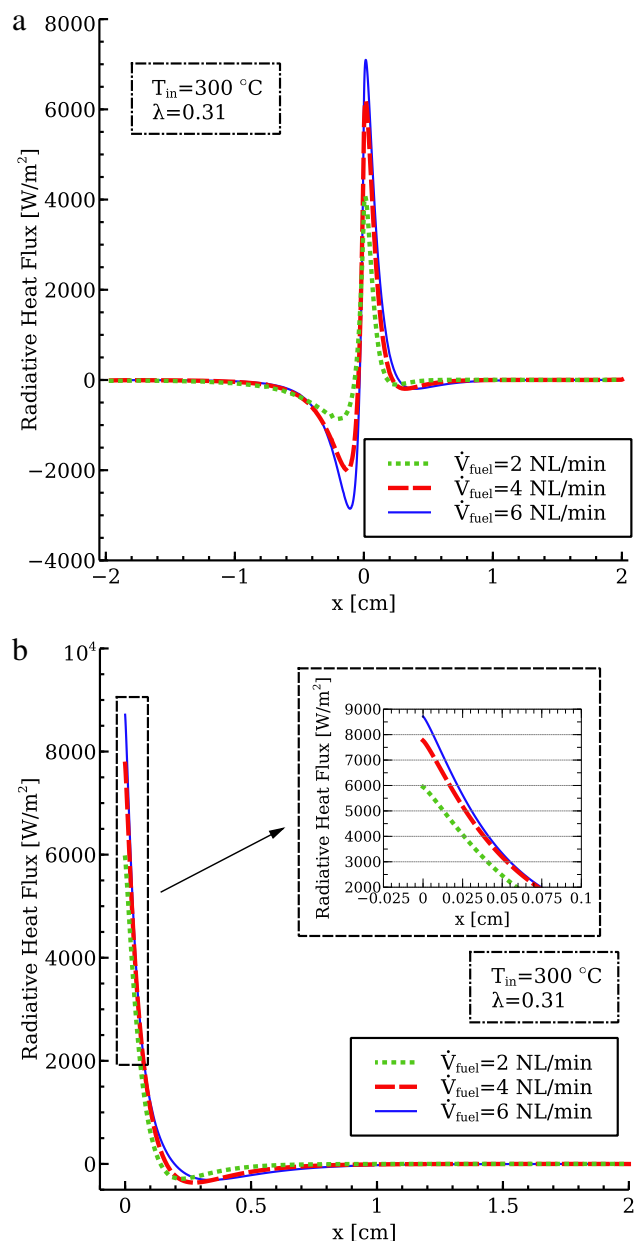 a
8000
6000
4000
2000
0
−2000
−4000
Radiative Heat Flux [W/m²]
T_in=300 °C
λ=0.31
V̇_fuel=2 NL/min
V̇_fuel=4 NL/min
V̇_fuel=6 NL/min
−2
−1
0
1
2
x [cm]
b
10⁴
8000
6000
4000
2000
0
Radiative Heat Flux [W/m²]
9000
8000
7000
6000
5000
4000
3000
2000
Radiative Heat Flux [W/m²]
−0.025
0
0.025
0.05
0.075
0.1
x [cm]
T_in=300 °C
λ=0.31
V̇_fuel=2 NL/min
V̇_fuel=4 NL/min
V̇_fuel=6 NL/min
0
0.5
1
1.5
2
x [cm]